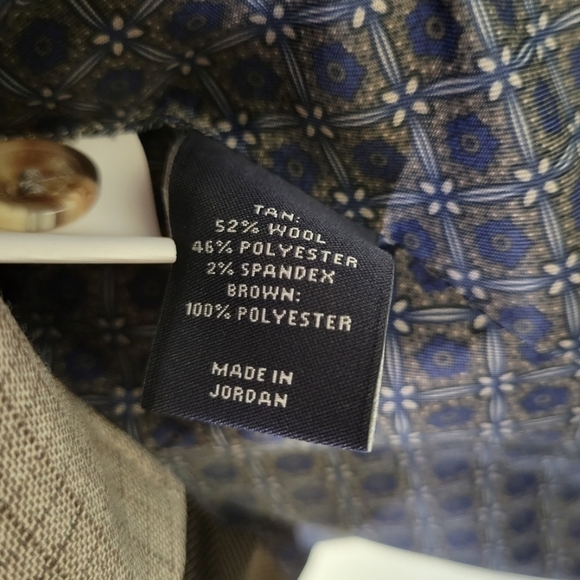 TAN:
52% WOOL
46% POLYESTER
2% SPANDEX
BROWN:
100% POLYESTER
MADE IN
JORDAN